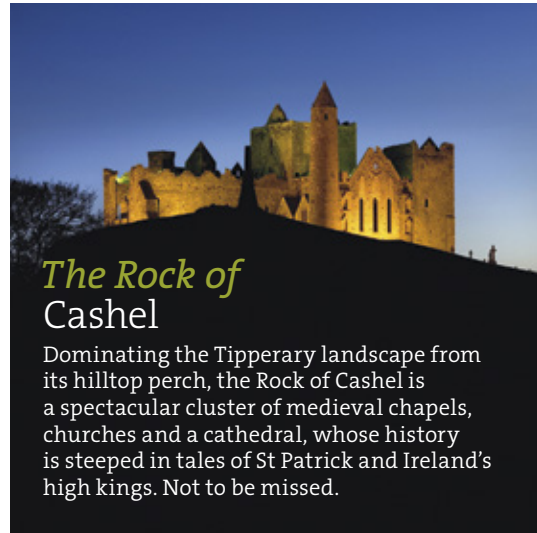 The Rock of
Cashel
Dominating the Tipperary landscape from
its hilltop perch, the Rock of Cashel is
a spectacular cluster of medieval chapels,
churches and a cathedral, whose history
is steeped in tales of St Patrick and Ireland’s
high kings. Not to be missed.